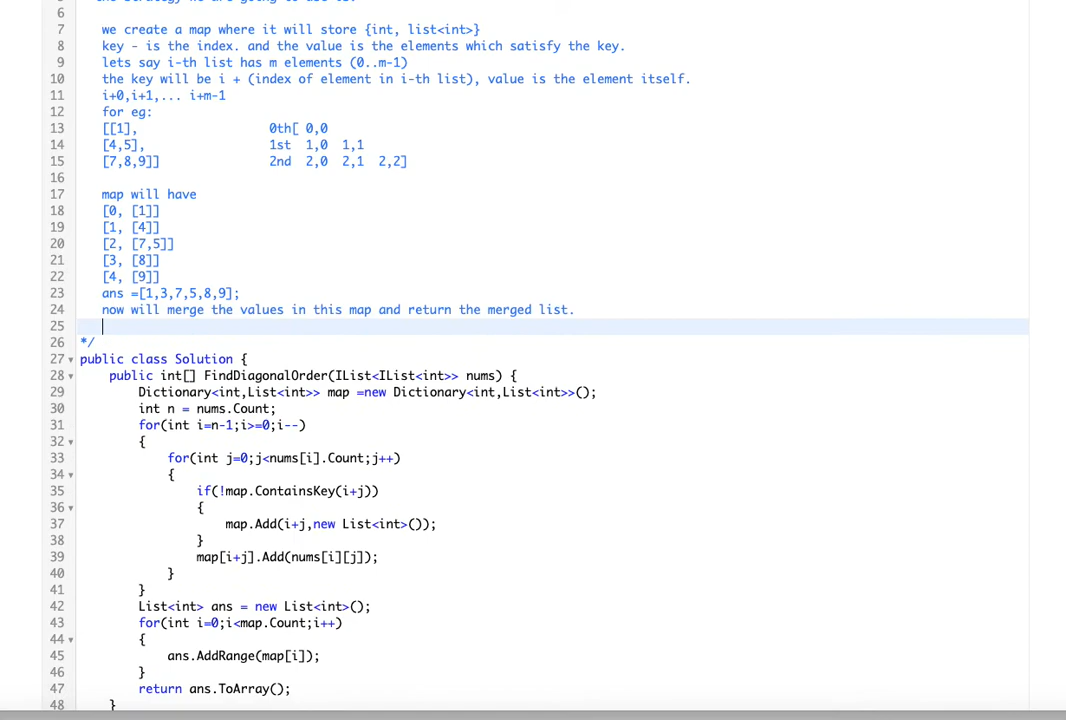 6
7 we create a map where it will store {int, list<int>}
8 key - is the index. and the value is the elements which satisfy the key.
9 lets say i-th list has m elements (0..m-1)
10 the key will be i + (index of element in i-th list), value is the element itself.
11 i+0,i+1,... i+m-1
12 for eg:
13 [[1], 0th[ 0,0
14 [4,5], 1st 1,0 1,1
15 [7,8,9]] 2nd 2,0 2,1 2,2]
16
17 map will have
18 [0, [1]]
19 [1, [4]]
20 [2, [7,5]]
21 [3, [8]]
22 [4, [9]]
23 ans =[1,3,7,5,8,9];
24 now will merge the values in this map and return the merged list.
25
26 */
27 public class Solution {
28 public int[] FindDiagonalOrder(IList<IList<int>> nums) {
29 Dictionary<int,List<int>> map =new Dictionary<int,List<int>>();
30 int n = nums.Count;
31 for(int i=n-1;i>=0;i--)
32 {
33 for(int j=0;j<nums[i].Count;j++)
34 {
35 if(!map.ContainsKey(i+j))
36 {
37 map.Add(i+j,new List<int>());
38 }
39 map[i+j].Add(nums[i][j]);
40 }
41 }
42 List<int> ans = new List<int>();
43 for(int i=0;i<map.Count;i++)
44 {
45 ans.AddRange(map[i]);
46 }
47 return ans.ToArray();
48 }